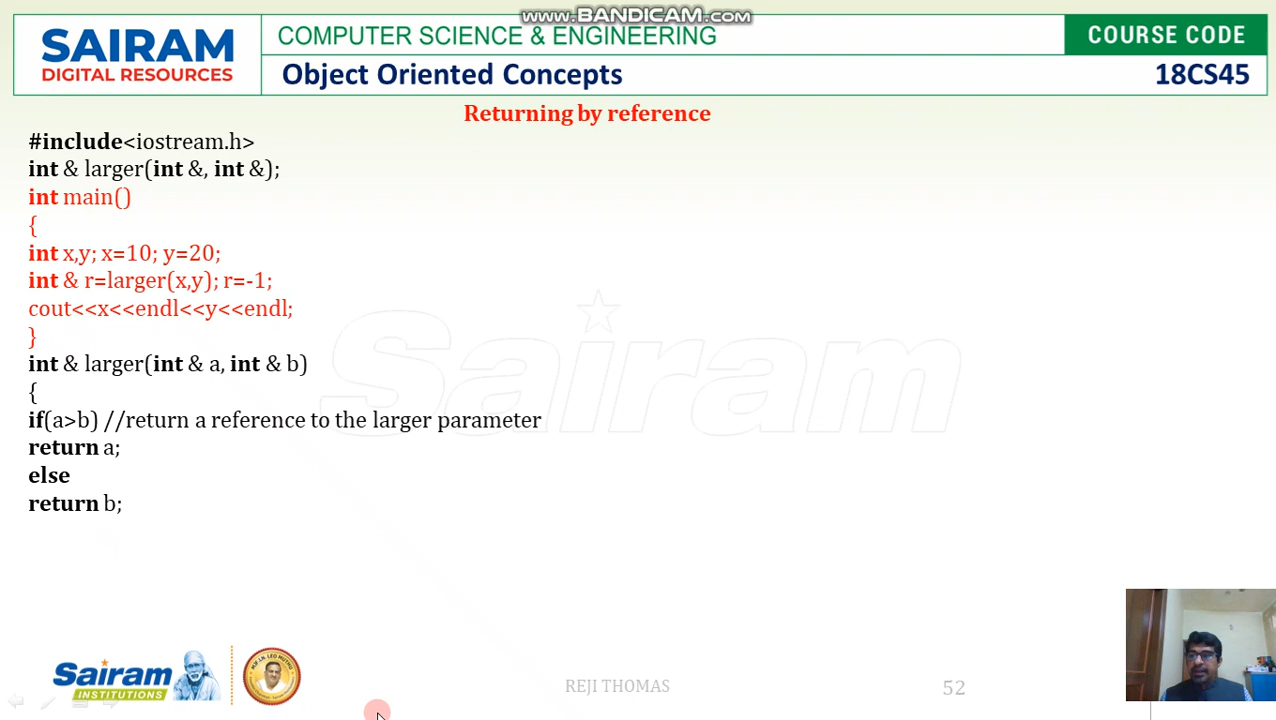 www.BANDICAM.com
SAIRAM
DIGITAL RESOURCES
COMPUTER SCIENCE & ENGINEERING
COURSE CODE
Object Oriented Concepts
18CS45
Returning by reference
#include<iostream.h>
int & larger(int &, int &);
int main()
{
int x,y; x=10; y=20;
int & r=larger(x,y); r=-1;
cout<<x<<endl<<y<<endl;
}
int & larger(int & a, int & b)
{
if(a>b) //return a reference to the larger parameter
return a;
else
return b;
Sairam
Sairam
INSTITUTIONS
REJI THOMAS
52